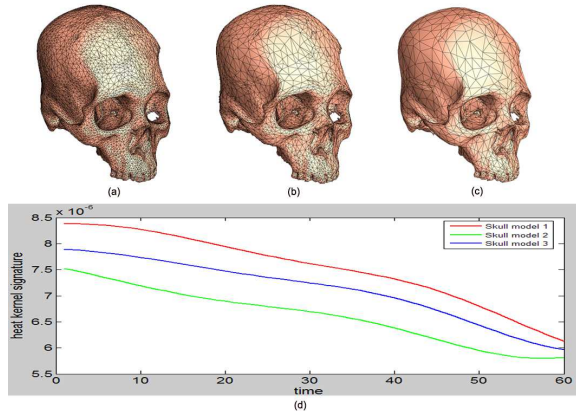 (a) (b) (c)
× 10⁻⁶
8.5
8
7.5
7
6.5
6
5.5
heat kernel signature
Skull model 1
Skull model 2
Skull model 3
0 10 20 30 40 50 60
time
(d)